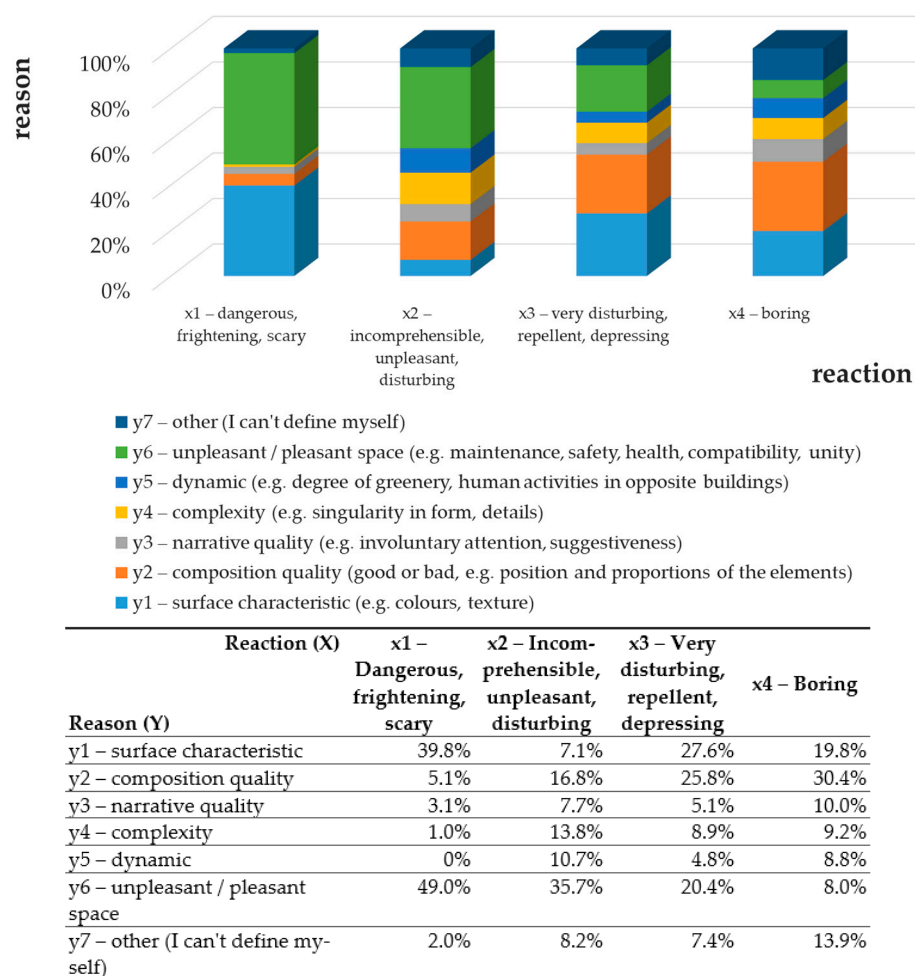 reason
100%
80%
60%
40%
20%
0%
x1 – dangerous,
frightening, scary
x2 –
incomprehensible,
unpleasant,
disturbing
x3 – very disturbing,
repellent, depressing
x4 – boring
reaction
y7 – other (I can't define myself)
y6 – unpleasant / pleasant space (e.g. maintenance, safety, health, compatibility, unity)
y5 – dynamic (e.g. degree of greenery, human activities in opposite buildings)
y4 – complexity (e.g. singularity in form, details)
y3 – narrative quality (e.g. involuntary attention, suggestiveness)
y2 – composition quality (good or bad, e.g. position and proportions of the elements)
y1 – surface characteristic (e.g. colours, texture)
Reaction (X)
Reason (Y)
x1 –
Dangerous,
frightening,
scary
x2 – Incom-
prehensible,
unpleasant,
disturbing
x3 – Very
disturbing,
repellent,
depressing
x4 – Boring
y1 – surface characteristic 39.8% 7.1% 27.6% 19.8%
y2 – composition quality 5.1% 16.8% 25.8% 30.4%
y3 – narrative quality 3.1% 7.7% 5.1% 10.0%
y4 – complexity 1.0% 13.8% 8.9% 9.2%
y5 – dynamic 0% 10.7% 4.8% 8.8%
y6 – unpleasant / pleasant 49.0% 35.7% 20.4% 8.0%
space
y7 – other (I can't define my- 2.0% 8.2% 7.4% 13.9%
self)